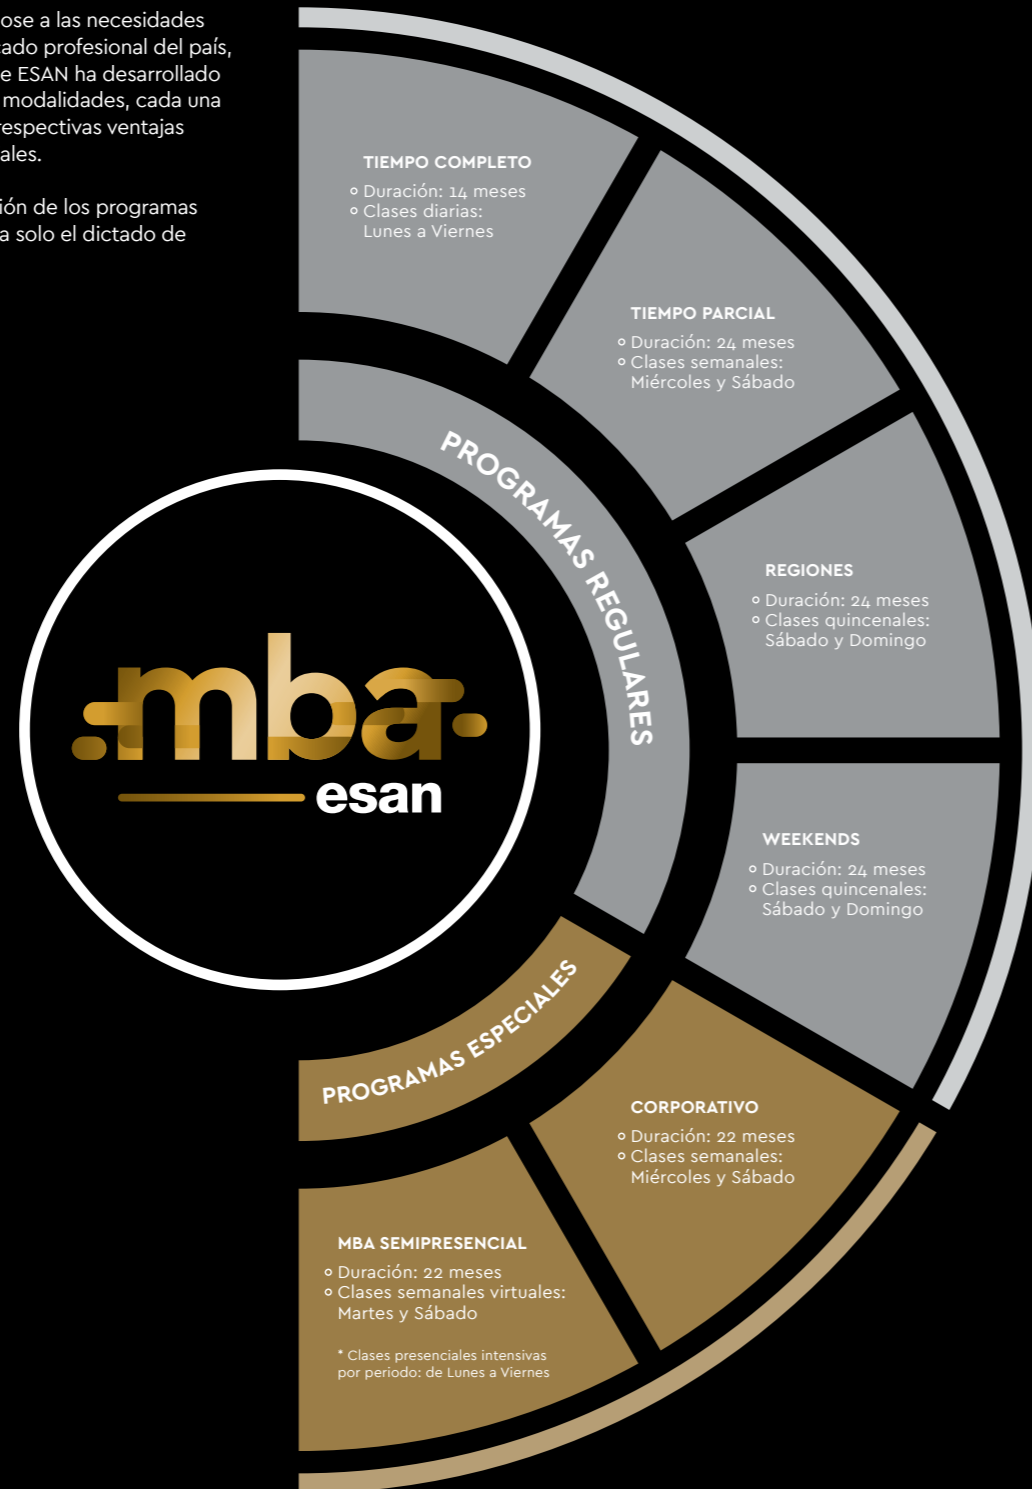 ose a las necesidades
cado profesional del país,
e ESAN ha desarrollado
modalidades, cada una
respectivas ventajas
ales.
ión de los programas
a solo el dictado de
TIEMPO COMPLETO
Duración: 14 meses
Clases diarias:
Lunes a Viernes
TIEMPO PARCIAL
Duración: 24 meses
Clases semanales:
Miércoles y Sábado
PROGRAMAS REGULARES
REGIONES
Duración: 24 meses
Clases quincenales:
Sábado y Domingo
mba
esan
WEEKENDS
Duración: 24 meses
Clases quincenales:
Sábado y Domingo
PROGRAMAS ESPECIALES
CORPORATIVO
Duración: 22 meses
Clases semanales:
Miércoles y Sábado
MBA SEMIPRESENCIAL
Duración: 22 meses
Clases semanales virtuales:
Martes y Sábado
* Clases presenciales intensivas
por periodo: de Lunes a Viernes